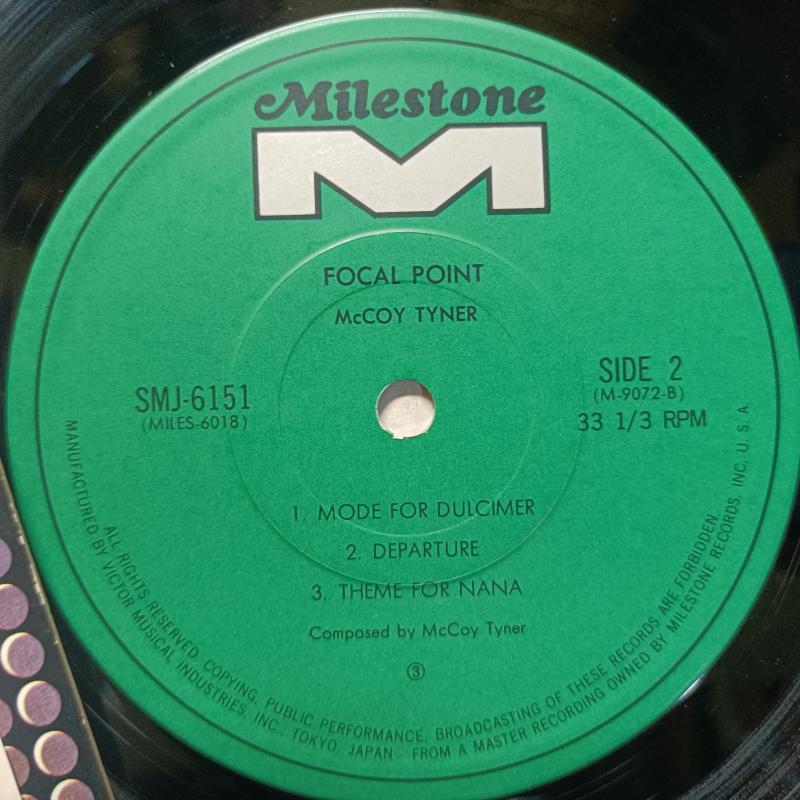 Milestone
M
FOCAL POINT
McCOY TYNER
SMJ-6151
(MILES-6018)
SIDE 2
(M-9072-B)
33 1/3 RPM
1. MODE FOR DULCIMER
2. DEPARTURE
3. THEME FOR NANA
Composed by McCoy Tyner
③
ALL RIGHTS RESERVED. COPYING, PUBLIC PERFORMANCE, BROADCASTING OF THESE RECORDS ARE FORBIDDEN.
MANUFACTURED BY VICTOR MUSICAL INDUSTRIES, INC., TOKYO, JAPAN FROM A MASTER RECORDING OWNED BY MILESTONE RECORDS, INC. U.S.A.